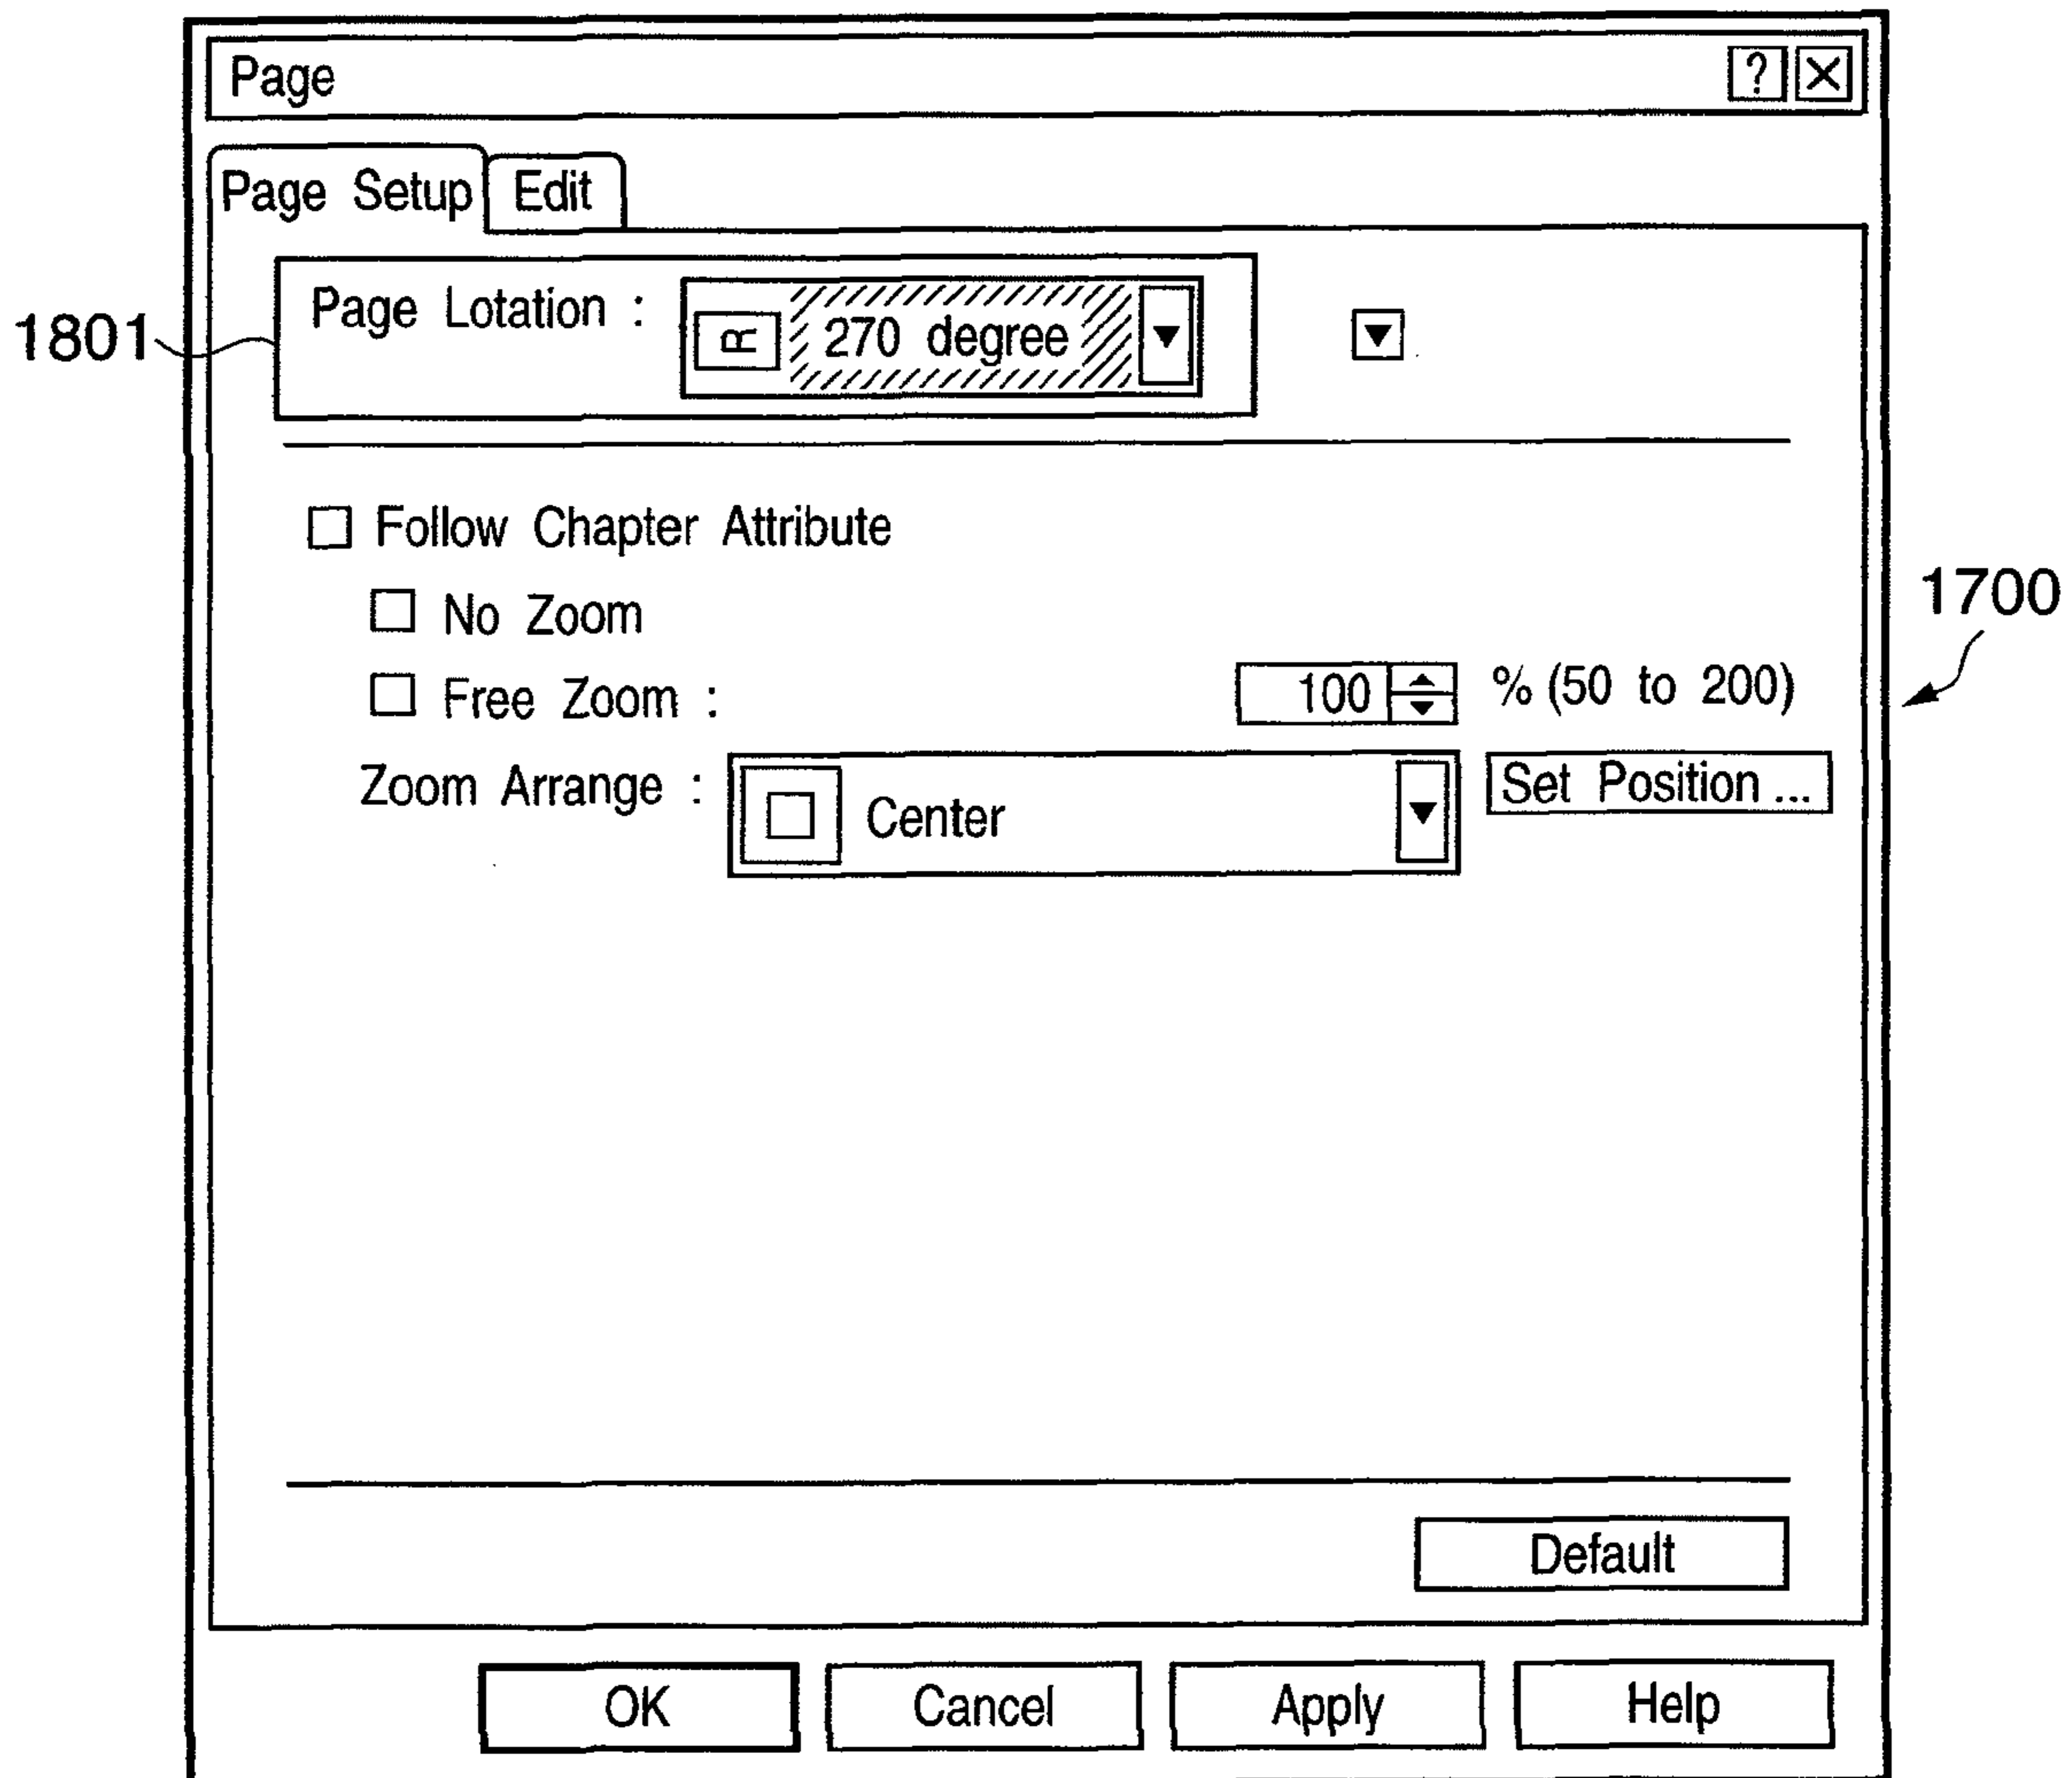 Page ? X
Page Setup Edit
1801
Page Lotation : R 270 degree
Follow Chapter Attribute
No Zoom
1700
Free Zoom : 100 % (50 to 200)
Zoom Arrange : Center Set Position ...
Default
OK Cancel Apply Help